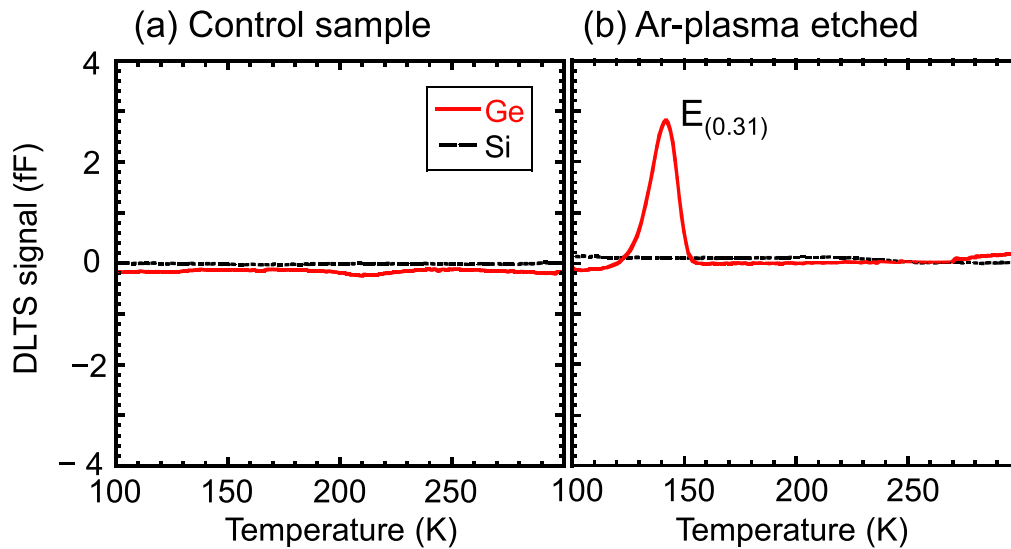 (a) Control sample
(b) Ar-plasma etched
DLTS signal (fF)
4
2
0
−2
−4
Ge
Si
E(0.31)
100 150 200 250
100 150 200 250
Temperature (K)
Temperature (K)